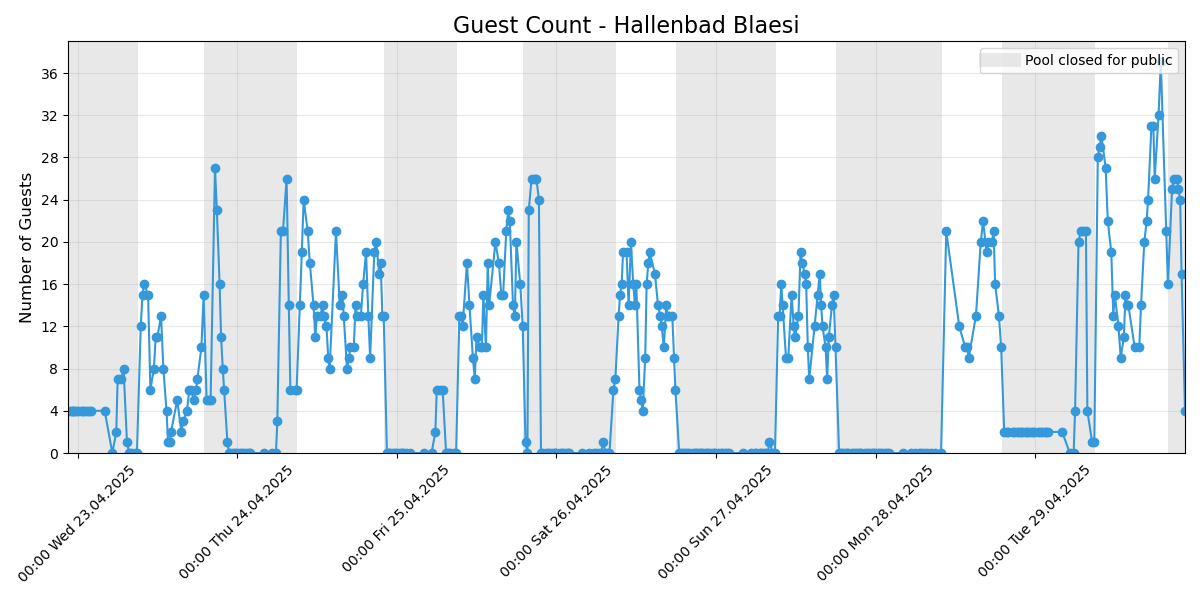 Guest Count - Hallenbad Blaesi
Pool closed for public
Number of Guests
36
32
28
24
20
16
12
8
4
0
00:00 Wed 23.04.2025
00:00 Thu 24.04.2025
00:00 Fri 25.04.2025
00:00 Sat 26.04.2025
00:00 Sun 27.04.2025
00:00 Mon 28.04.2025
00:00 Tue 29.04.2025